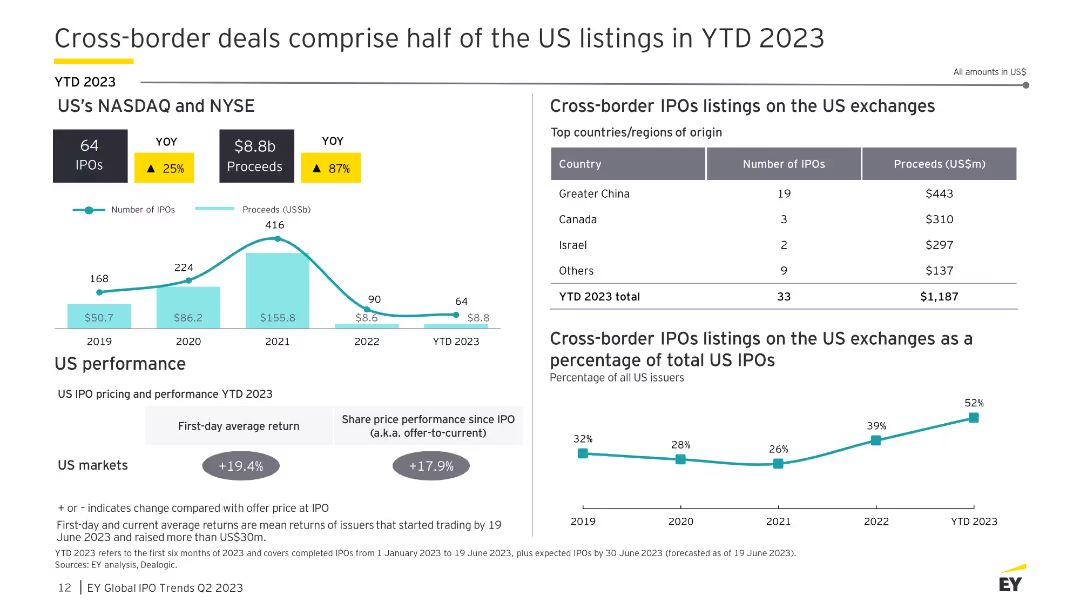 Cross-border deals comprise half of the US listings in YTD 2023
All amounts in US$
YTD 2023
US's NASDAQ and NYSE
64
IPOs
YOY
▲ 25%
$8.8b
Proceeds
YOY
▲ 87%
Number of IPOs
Proceeds (US$b)
168
224
416
90
64
$50.7
$86.2
$155.8
$8.6
$8.8
2019
2020
2021
2022
YTD 2023
US performance
US IPO pricing and performance YTD 2023
First-day average return
Share price performance since IPO
(a.k.a. offer-to-current)
US markets
+19.4%
+17.9%
+ or – indicates change compared with offer price at IPO
First-day and current average returns are mean returns of issuers that started trading by 19
June 2023 and raised more than US$30m.
Cross-border IPOs listings on the US exchanges
Top countries/regions of origin
Country Number of IPOs Proceeds (US$m)
Greater China 19 $443
Canada 3 $310
Israel 2 $297
Others 9 $137
YTD 2023 total 33 $1,187
Cross-border IPOs listings on the US exchanges as a
percentage of total US IPOs
Percentage of all US issuers
32%
28%
26%
39%
52%
2019
2020
2021
2022
YTD 2023
YTD 2023 refers to the first six months of 2023 and covers completed IPOs from 1 January 2023 to 19 June 2023, plus expected IPOs by 30 June 2023 (forecasted as of 19 June 2023).
Sources: EY analysis, Dealogic.
12 | EY Global IPO Trends Q2 2023
EY